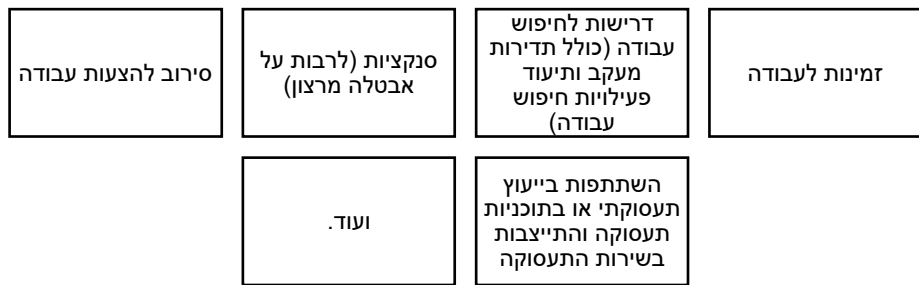 זמינות לעבודה
דרישות לחיפוש
עבודה (כולל תדירות
מעקב ותיעוד
פעילויות חיפוש
עבודה)
סנקציות (לרבות על
אבטלה מרצון)
סירוב להצעות עבודה
השתתפות בייעוץ
תעסוקתי או בתוכניות
תעסוקה והתייצבות
בשירות התעסוקה
ועוד.